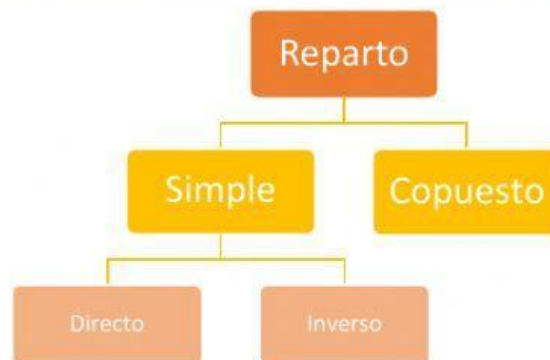 Reparto
Simple
Copuesto
Directo
Inverso